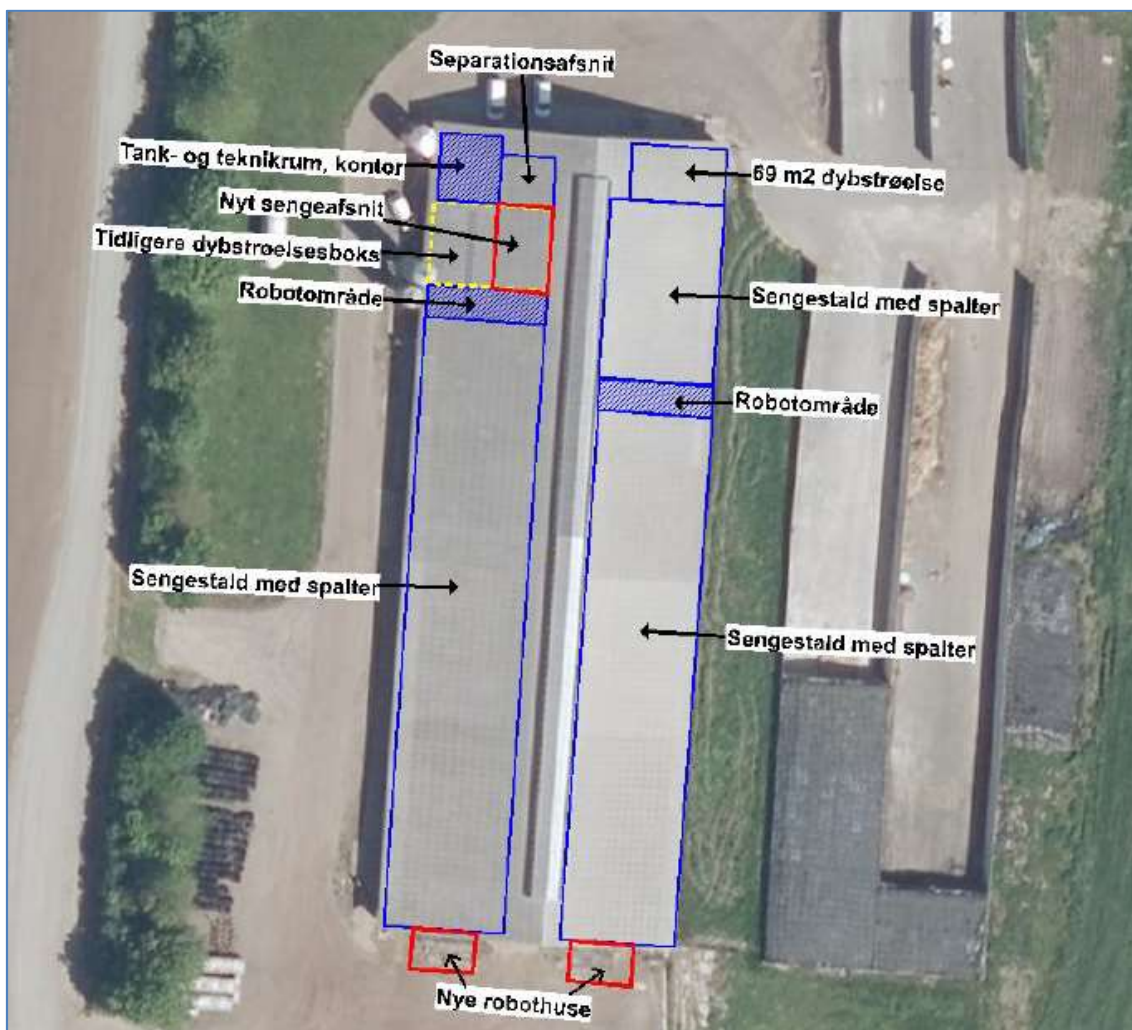 Separationsafsnit
Tank- og teknikrum, kontor
69 m2 dybstrøelse
Nyt sengeafsnit
Tidligere dybstrøelsesboks
Robotområde
Sengestald med spalter
Robotområde
Sengestald med spalter
Sengestald med spalter
Nye robothuse